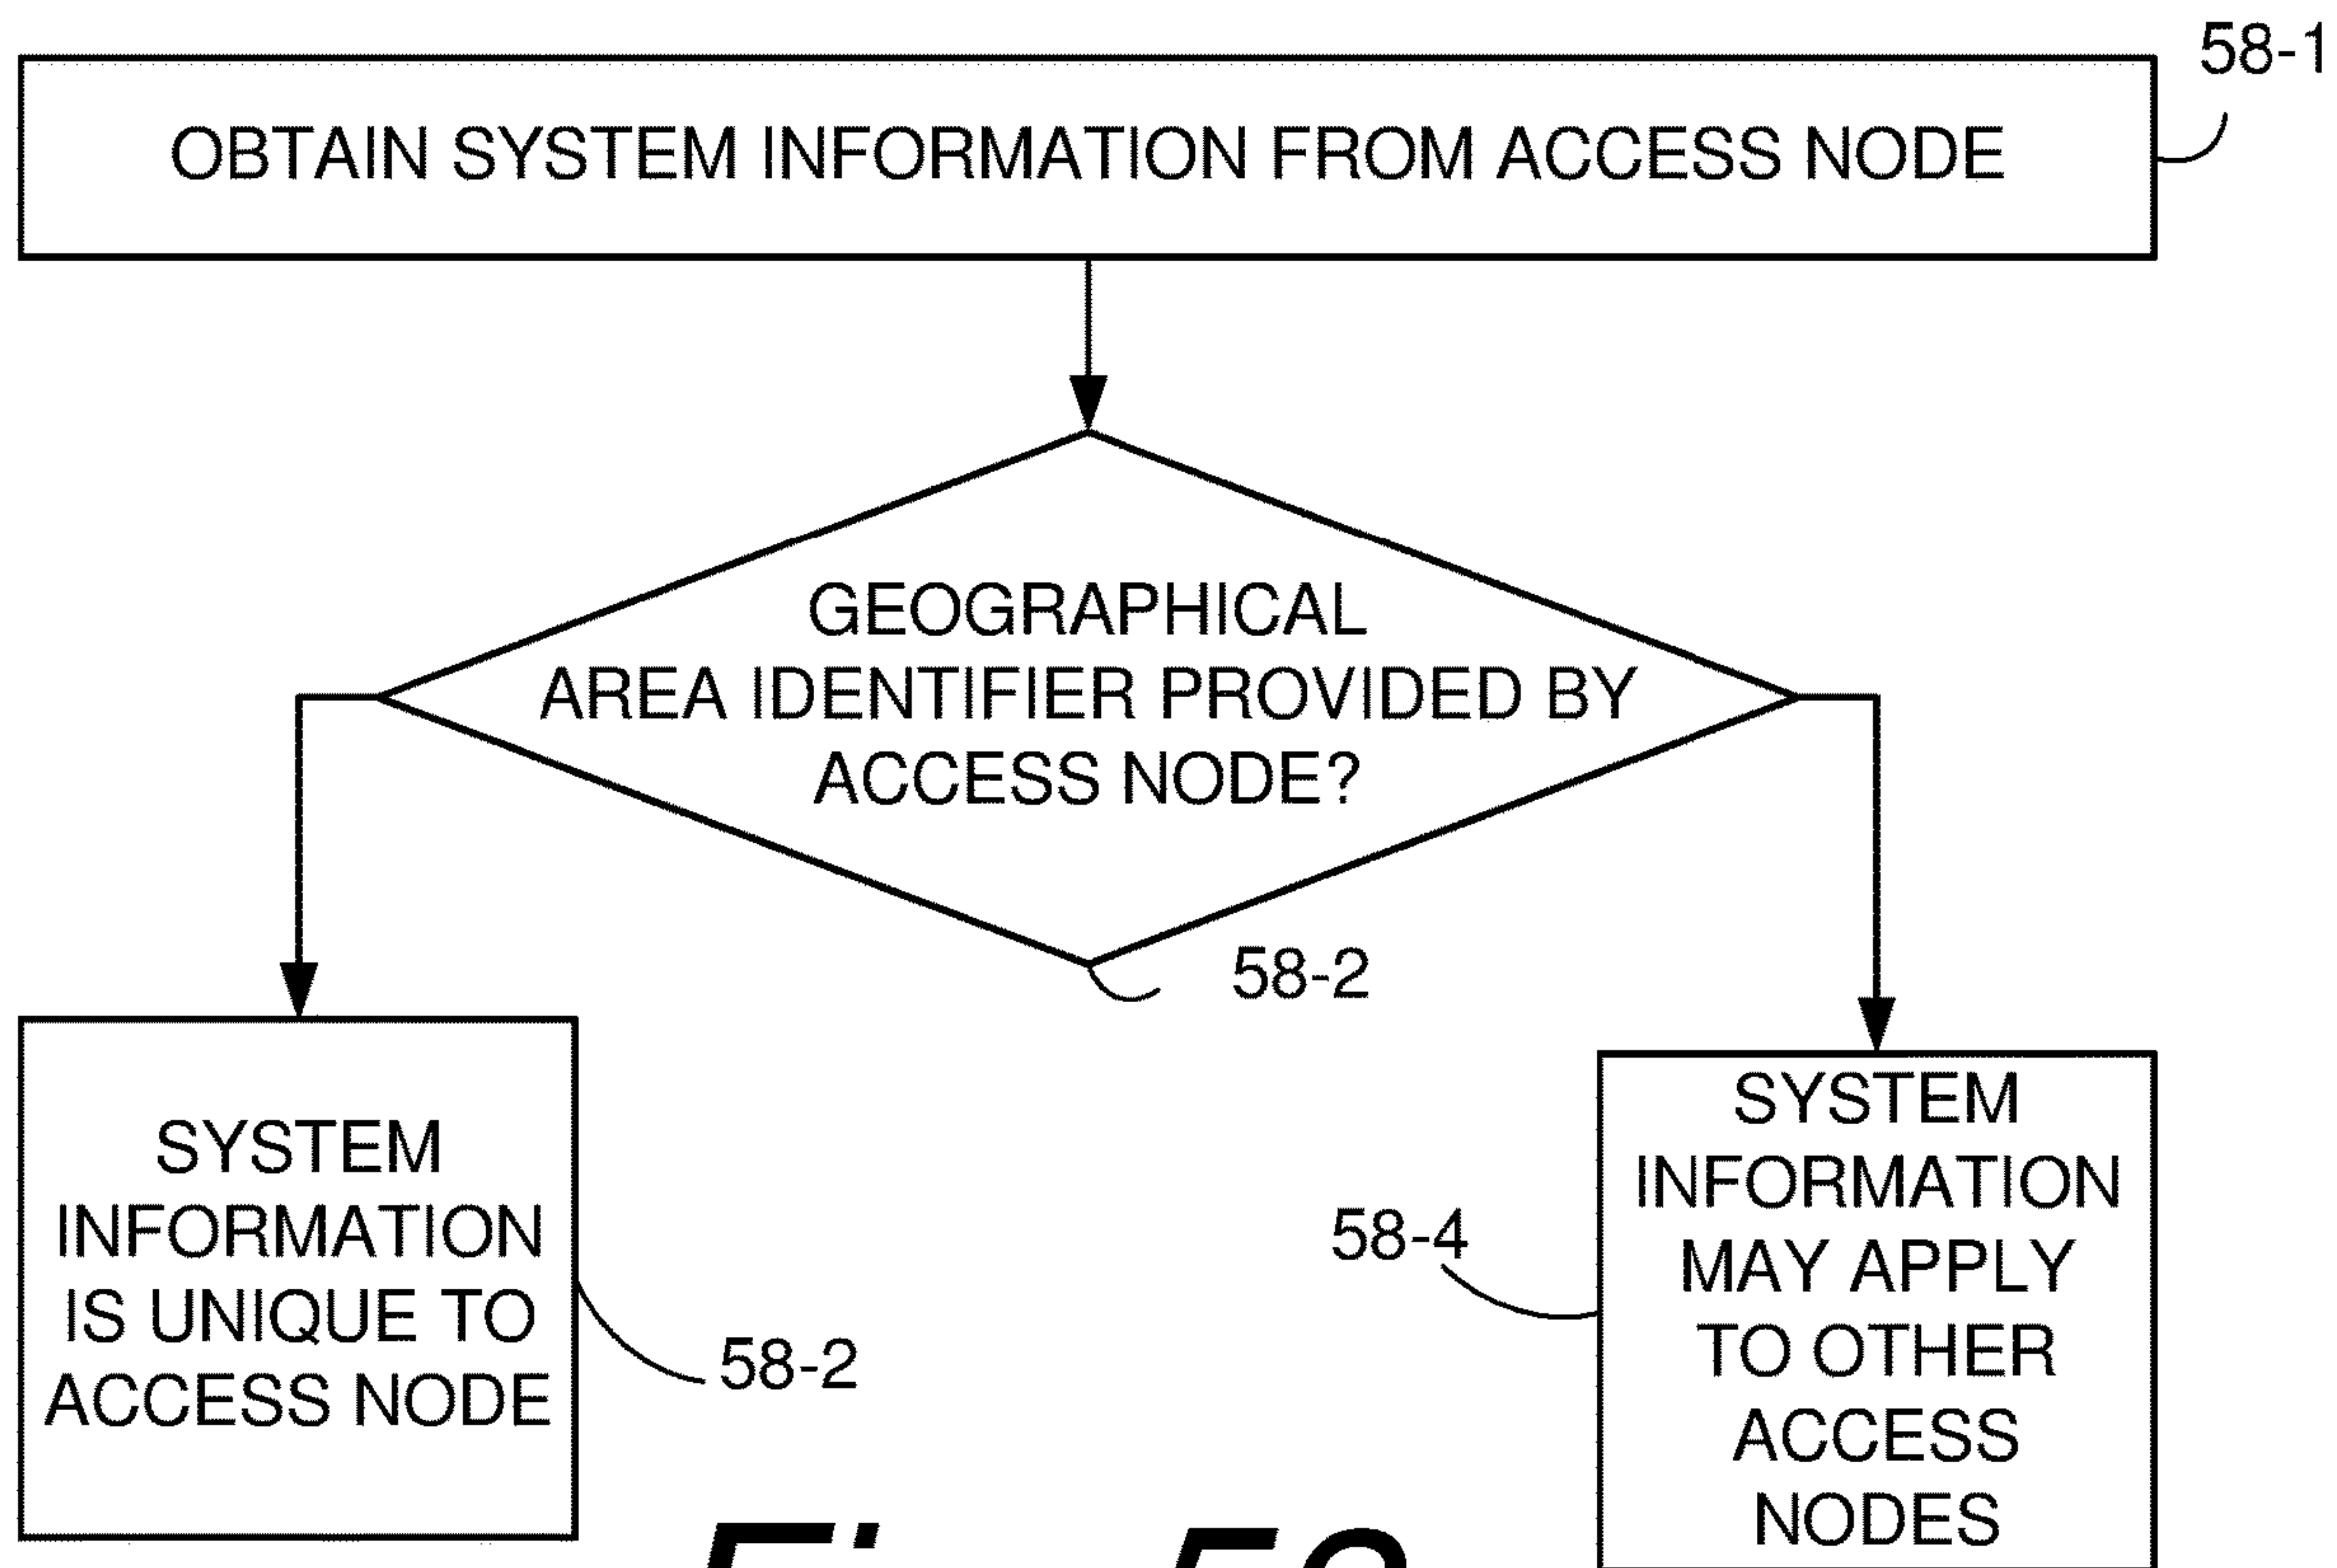 58-1
OBTAIN SYSTEM INFORMATION FROM ACCESS NODE
GEOGRAPHICAL
AREA IDENTIFIER PROVIDED BY
ACCESS NODE?
58-2
SYSTEM
INFORMATION
IS UNIQUE TO
ACCESS NODE
58-2
58-4
SYSTEM
INFORMATION
MAY APPLY
TO OTHER
ACCESS
NODES